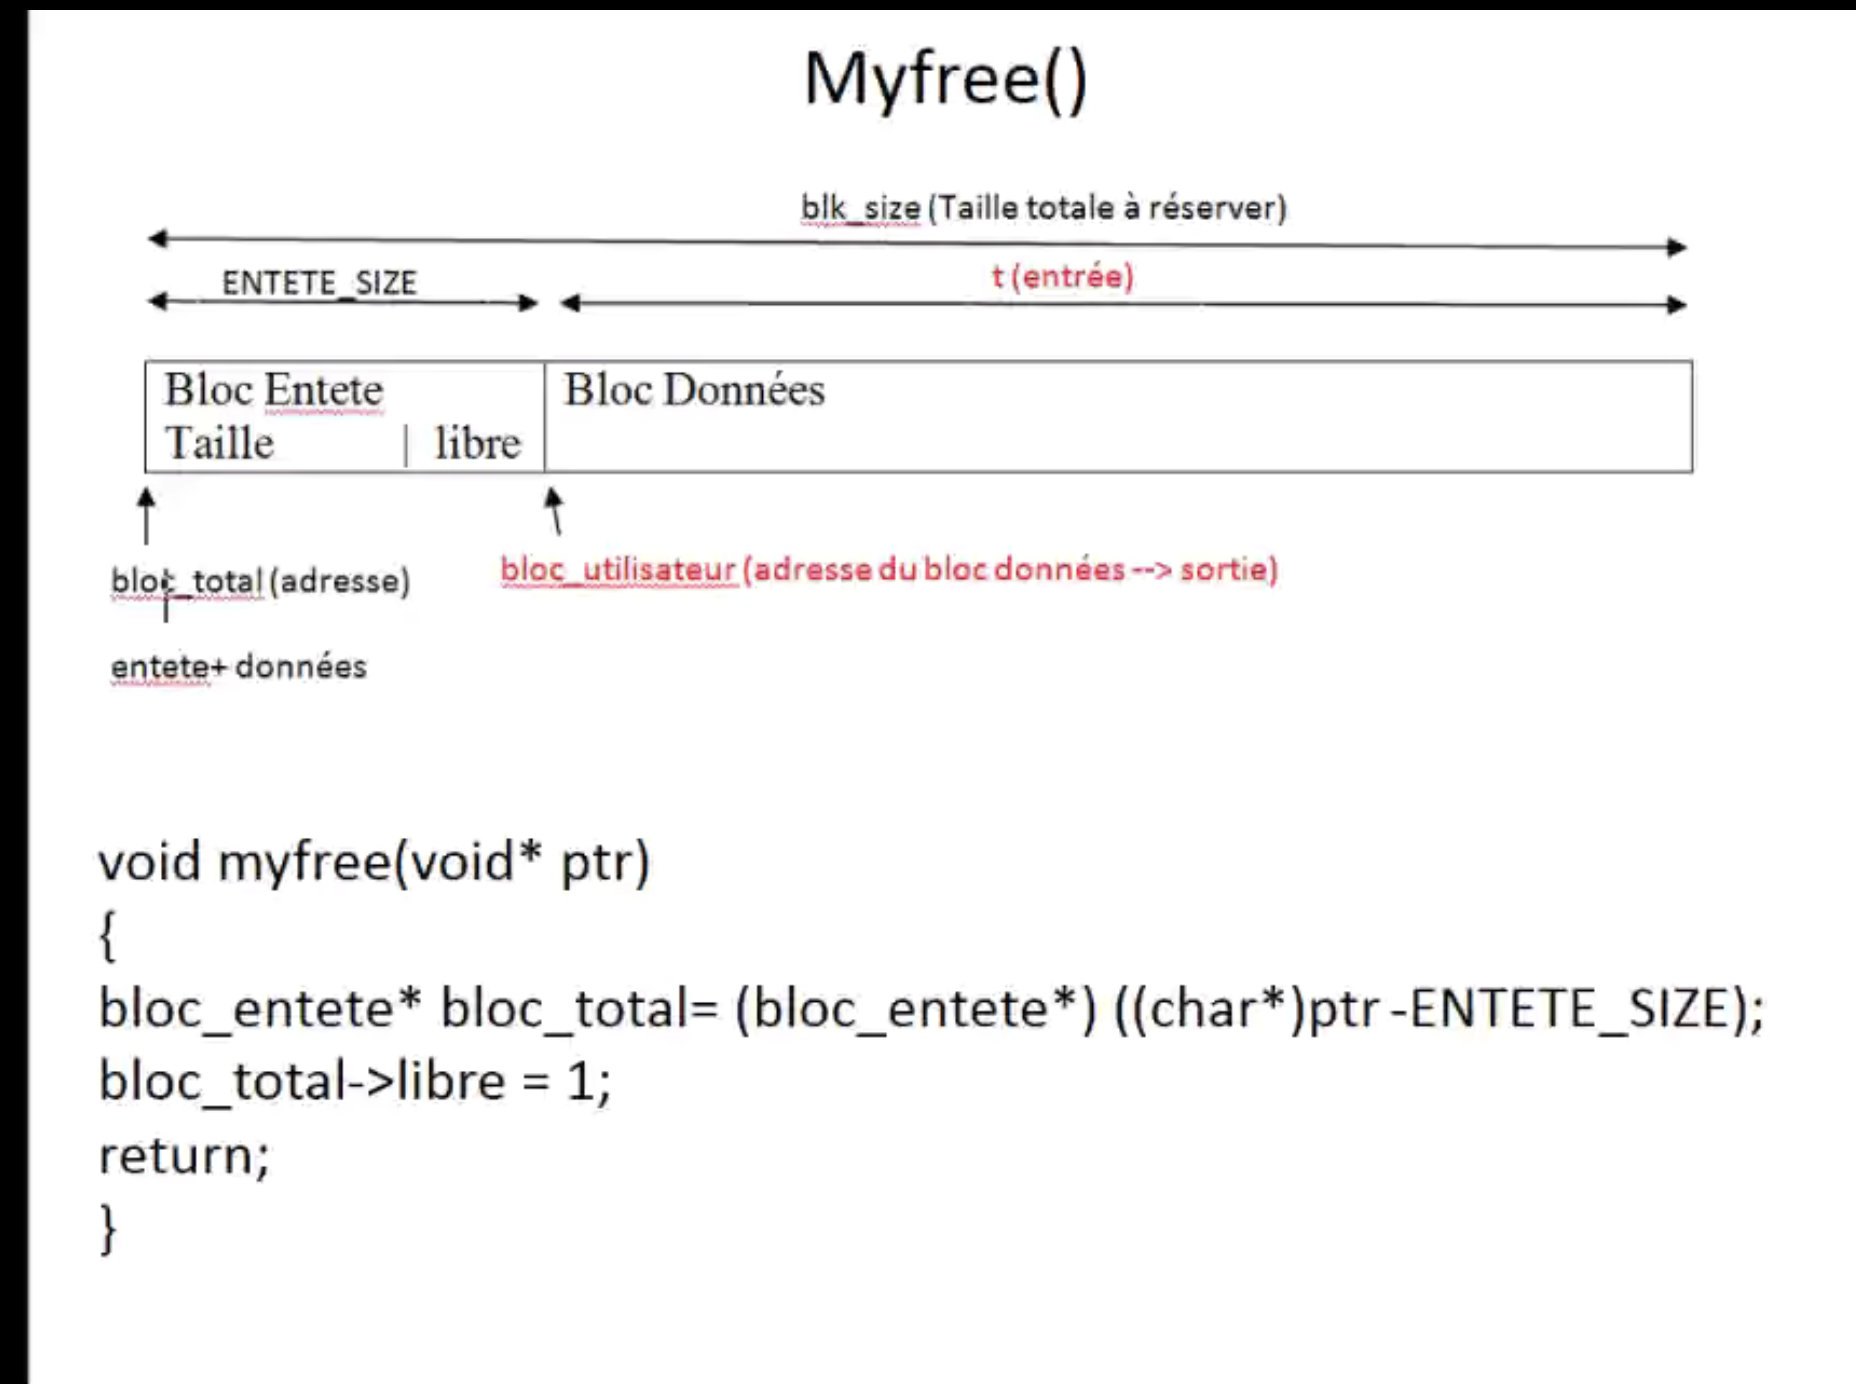 Myfree()
blk_size (Taille totale à réserver)
ENTETE_SIZE
t (entrée)
Bloc Entete
Taille | libre
Bloc Données
bloc_total (adresse)
bloc_utilisateur (adresse du bloc données --> sortie)
entete+ données
void myfree(void* ptr)
{
bloc_entete* bloc_total= (bloc_entete*) ((char*)ptr -ENTETE_SIZE);
bloc_total->libre = 1;
return;
}